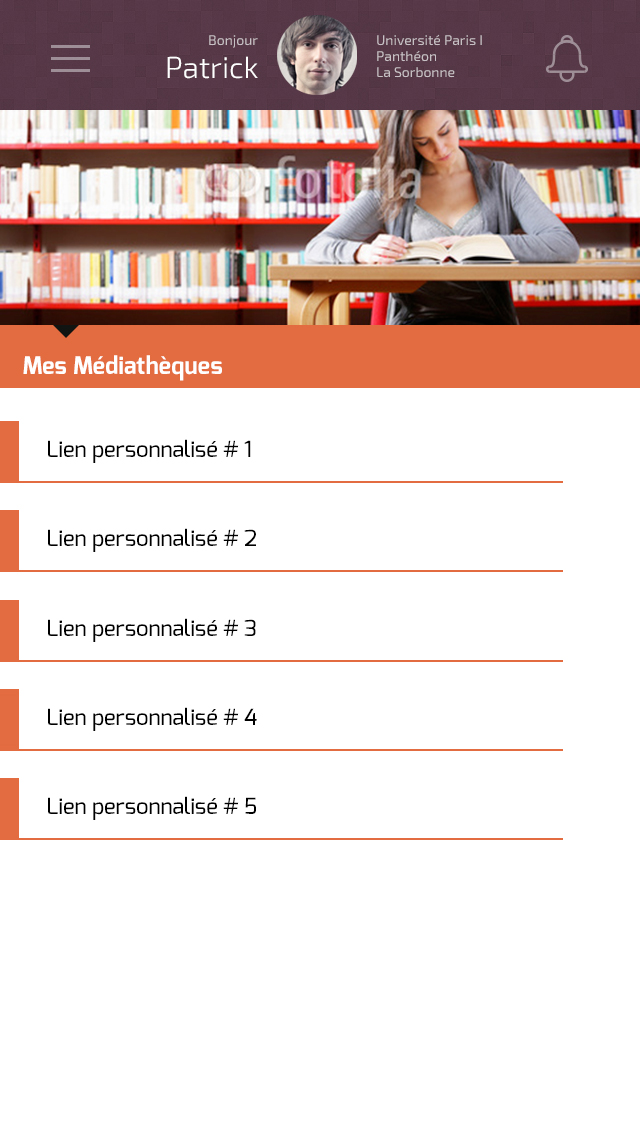 Bonjour
Patrick
Université Paris I
Panthéon
La Sorbonne
fotolia
Mes Médiathèques
Lien personnalisé # 1
Lien personnalisé # 2
Lien personnalisé # 3
Lien personnalisé # 4
Lien personnalisé # 5